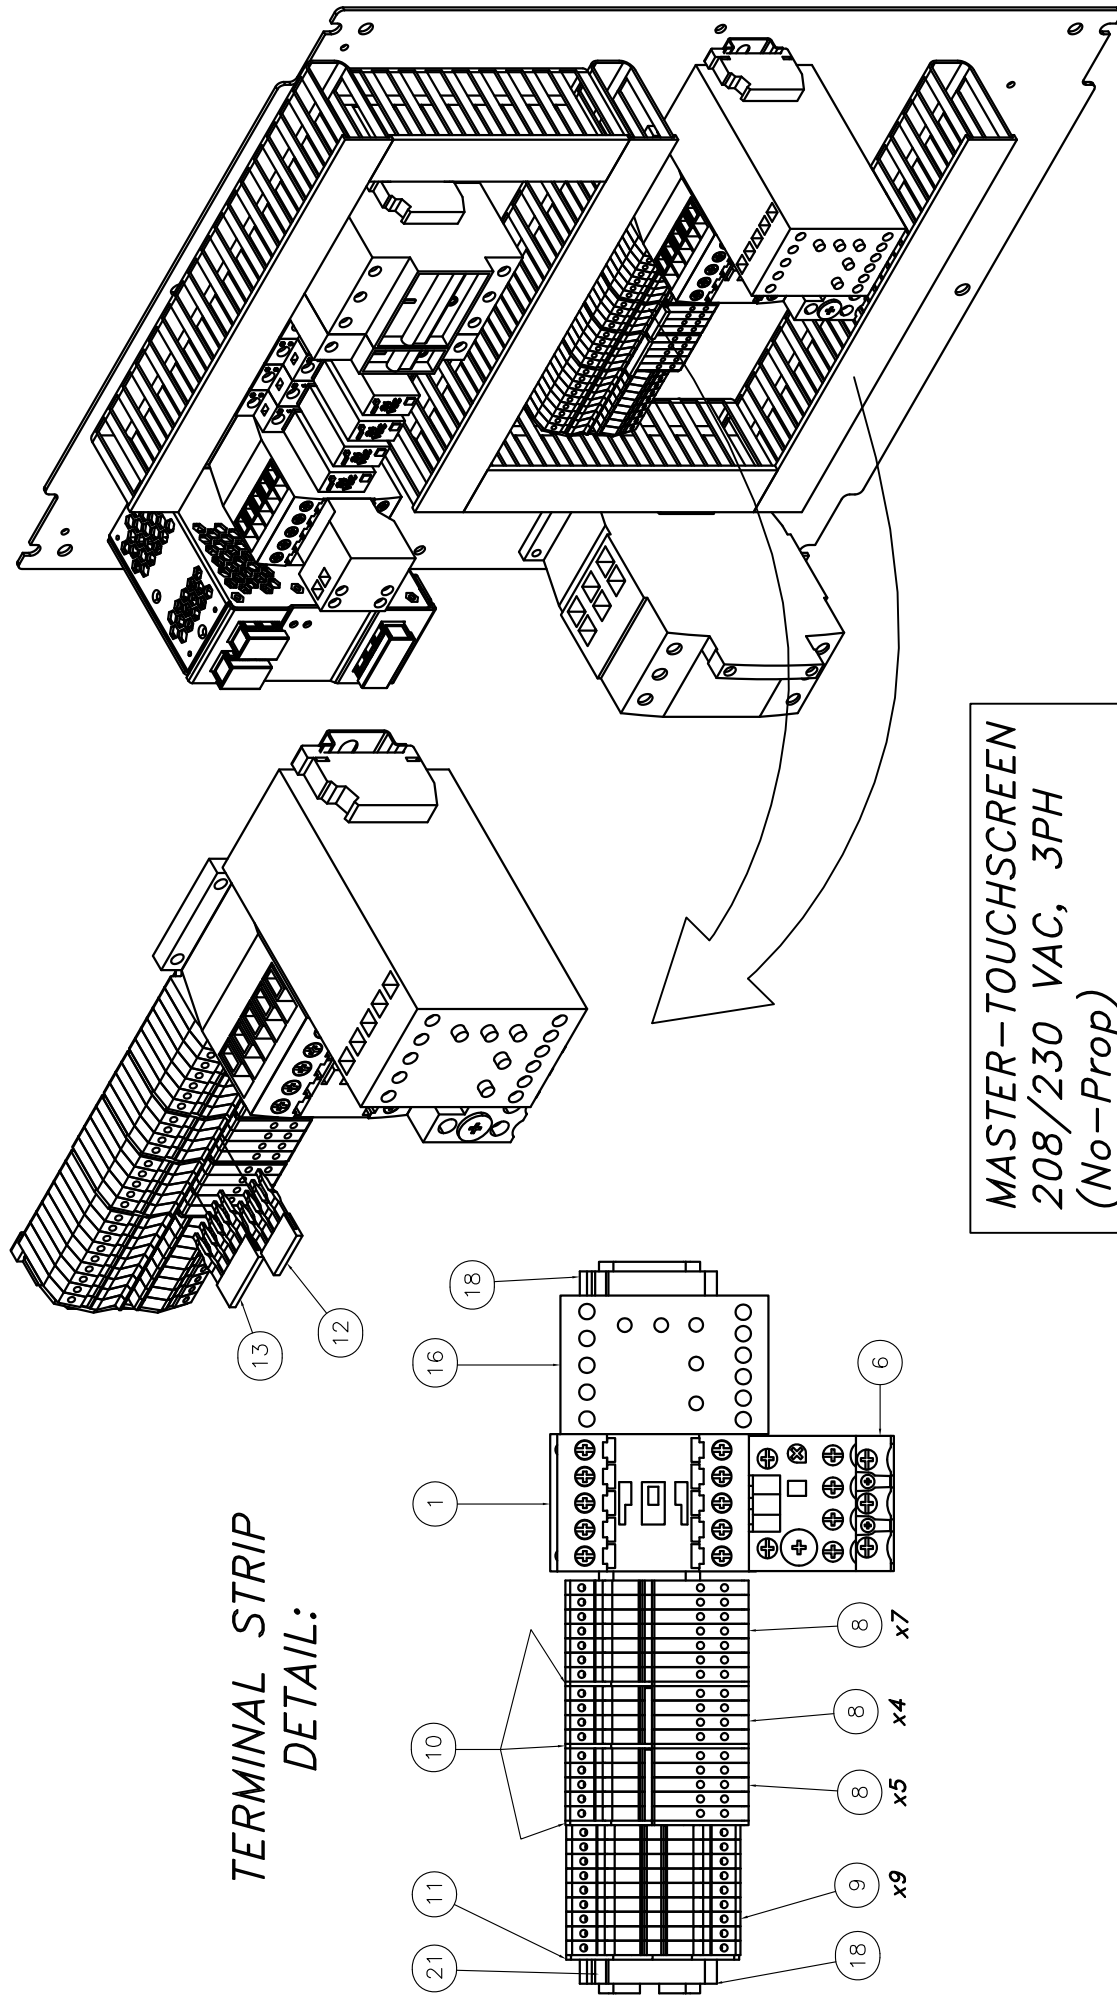 TERMINAL STRIP
DETAIL:
13
12
21
11
10
1
16
18
18
9
x9
8
x5
8
x4
8
x7
6
MASTER-TOUCHSCREEN
208/230 VAC, 3PH
(No-Prop)